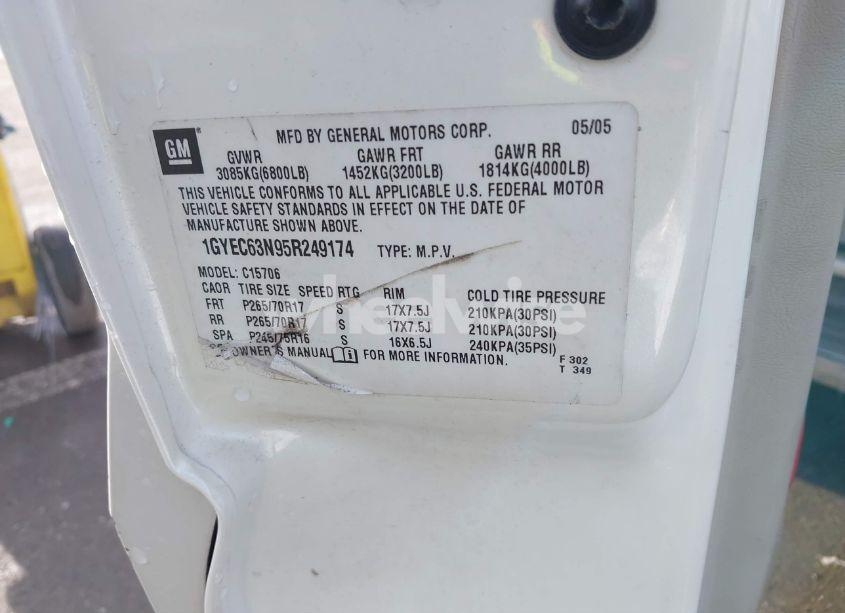 GM
MFD BY GENERAL MOTORS CORP. 05/05
GVWR GAWR FRT GAWR RR
3085KG(6800LB) 1452KG(3200LB) 1814KG(4000LB)
THIS VEHICLE CONFORMS TO ALL APPLICABLE U.S. FEDERAL MOTOR
VEHICLE SAFETY STANDARDS IN EFFECT ON THE DATE OF
MANUFACTURE SHOWN ABOVE.
1GYEC63N95R249174 TYPE: M.P.V.
MODEL: C15706
CAOR TIRE SIZE SPEED RTG RIM COLD TIRE PRESSURE
FRT P265/70R17 S 17X7.5J 210KPA(30PSI)
RR P265/70R17 S 17X7.5J 210KPA(30PSI)
SPA P245/75R16 S 16X6.5J 240KPA(35PSI)
OWNER'S MANUAL FOR MORE INFORMATION.
F 302
T 349